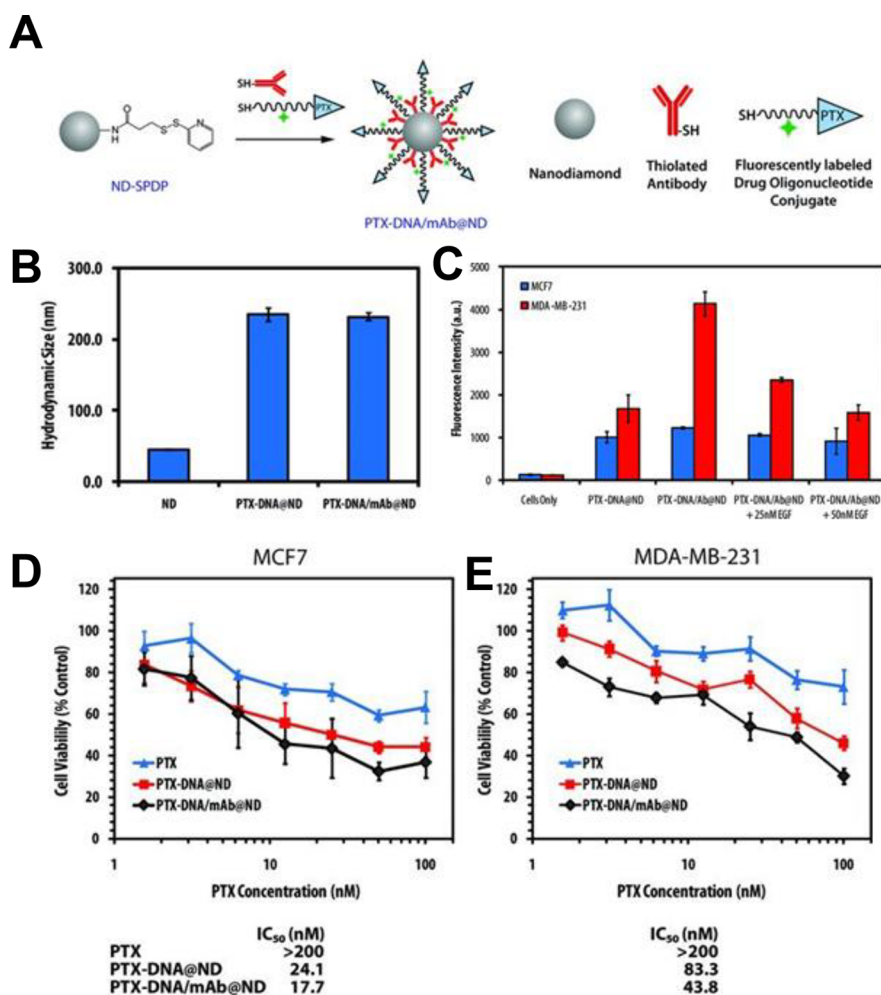 A
SH
SH
PTX
O
N
H
S
S
N
ND-SPDP
PTX-DNA/mAb@ND
Nanodiamond
SH
Thiolated
Antibody
SH
PTX
Fluorescently labeled
Drug Oligonucleotide
Conjugate
B
Hydrodynamic Size (nm)
300.0
200.0
100.0
0.0
ND
PTX-DNA@ND
PTX-DNA/mAb@ND
C
Fluorescence Intensity (a.u.)
5000
4000
3000
2000
1000
0
MCF7
MDA-MB-231
Cells Only
PTX-DNA@ND
PTX-DNA/Ab@ND
PTX-DNA/Ab@ND
+ 25nM EGF
PTX-DNA/Ab@ND
+ 50nM EGF
D
MCF7
Cell Viability (% Control)
120
100
80
60
40
20
0
PTX
PTX-DNA@ND
PTX-DNA/mAb@ND
1
10
100
PTX Concentration (nM)
IC50 (nM)
PTX >200
PTX-DNA@ND 24.1
PTX-DNA/mAb@ND 17.7
E
MDA-MB-231
Cell Viability (% Control)
120
100
80
60
40
20
0
PTX
PTX-DNA@ND
PTX-DNA/mAb@ND
1
10
100
PTX Concentration (nM)
IC50 (nM)
>200
83.3
43.8